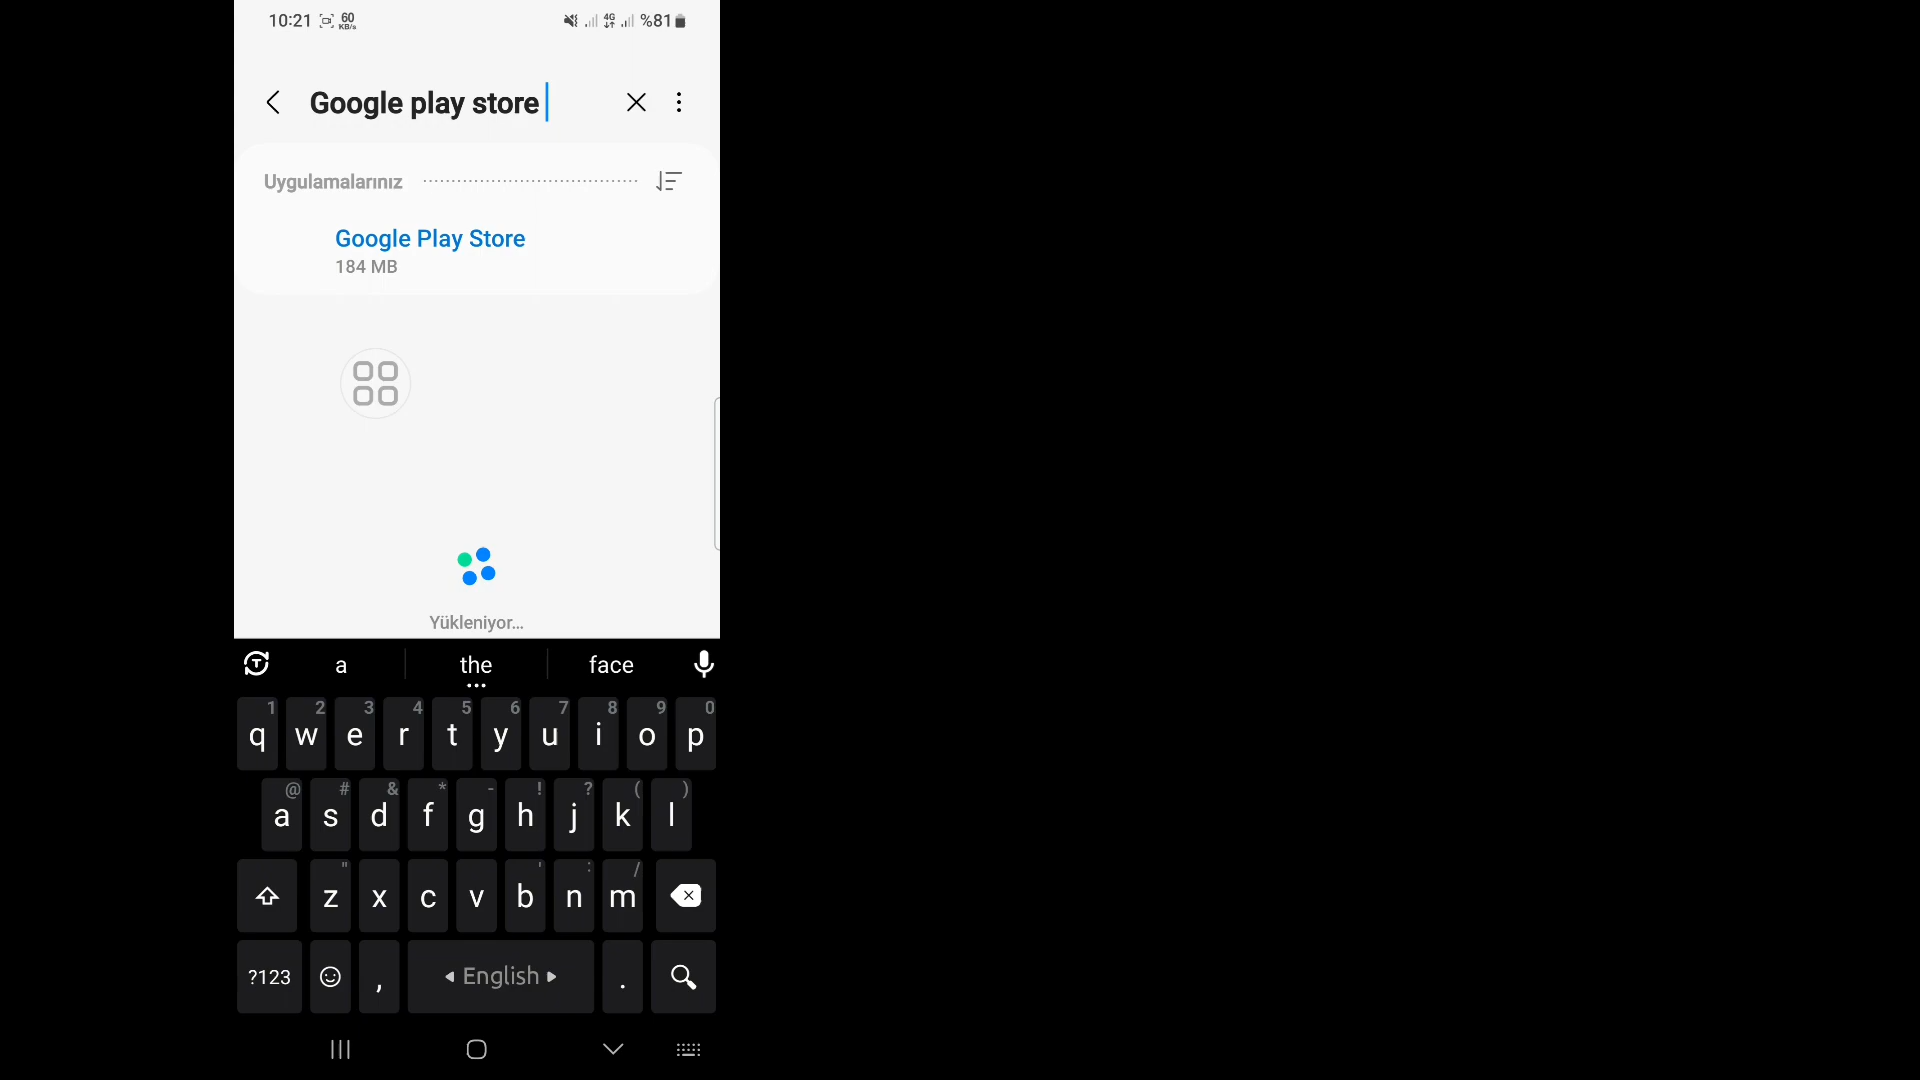 10:21 60 KB/s 4G %81
Google play store
Uygulamalarınız
Google Play Store
184 MB
Yükleniyor...
a the face
1 2 3 4 5 6 7 8 9 0
q w e r t y u i o p
@ # & * - ! ? ( )
a s d f g h j k l
" ' : /
z x c v b n m
?123 , English .